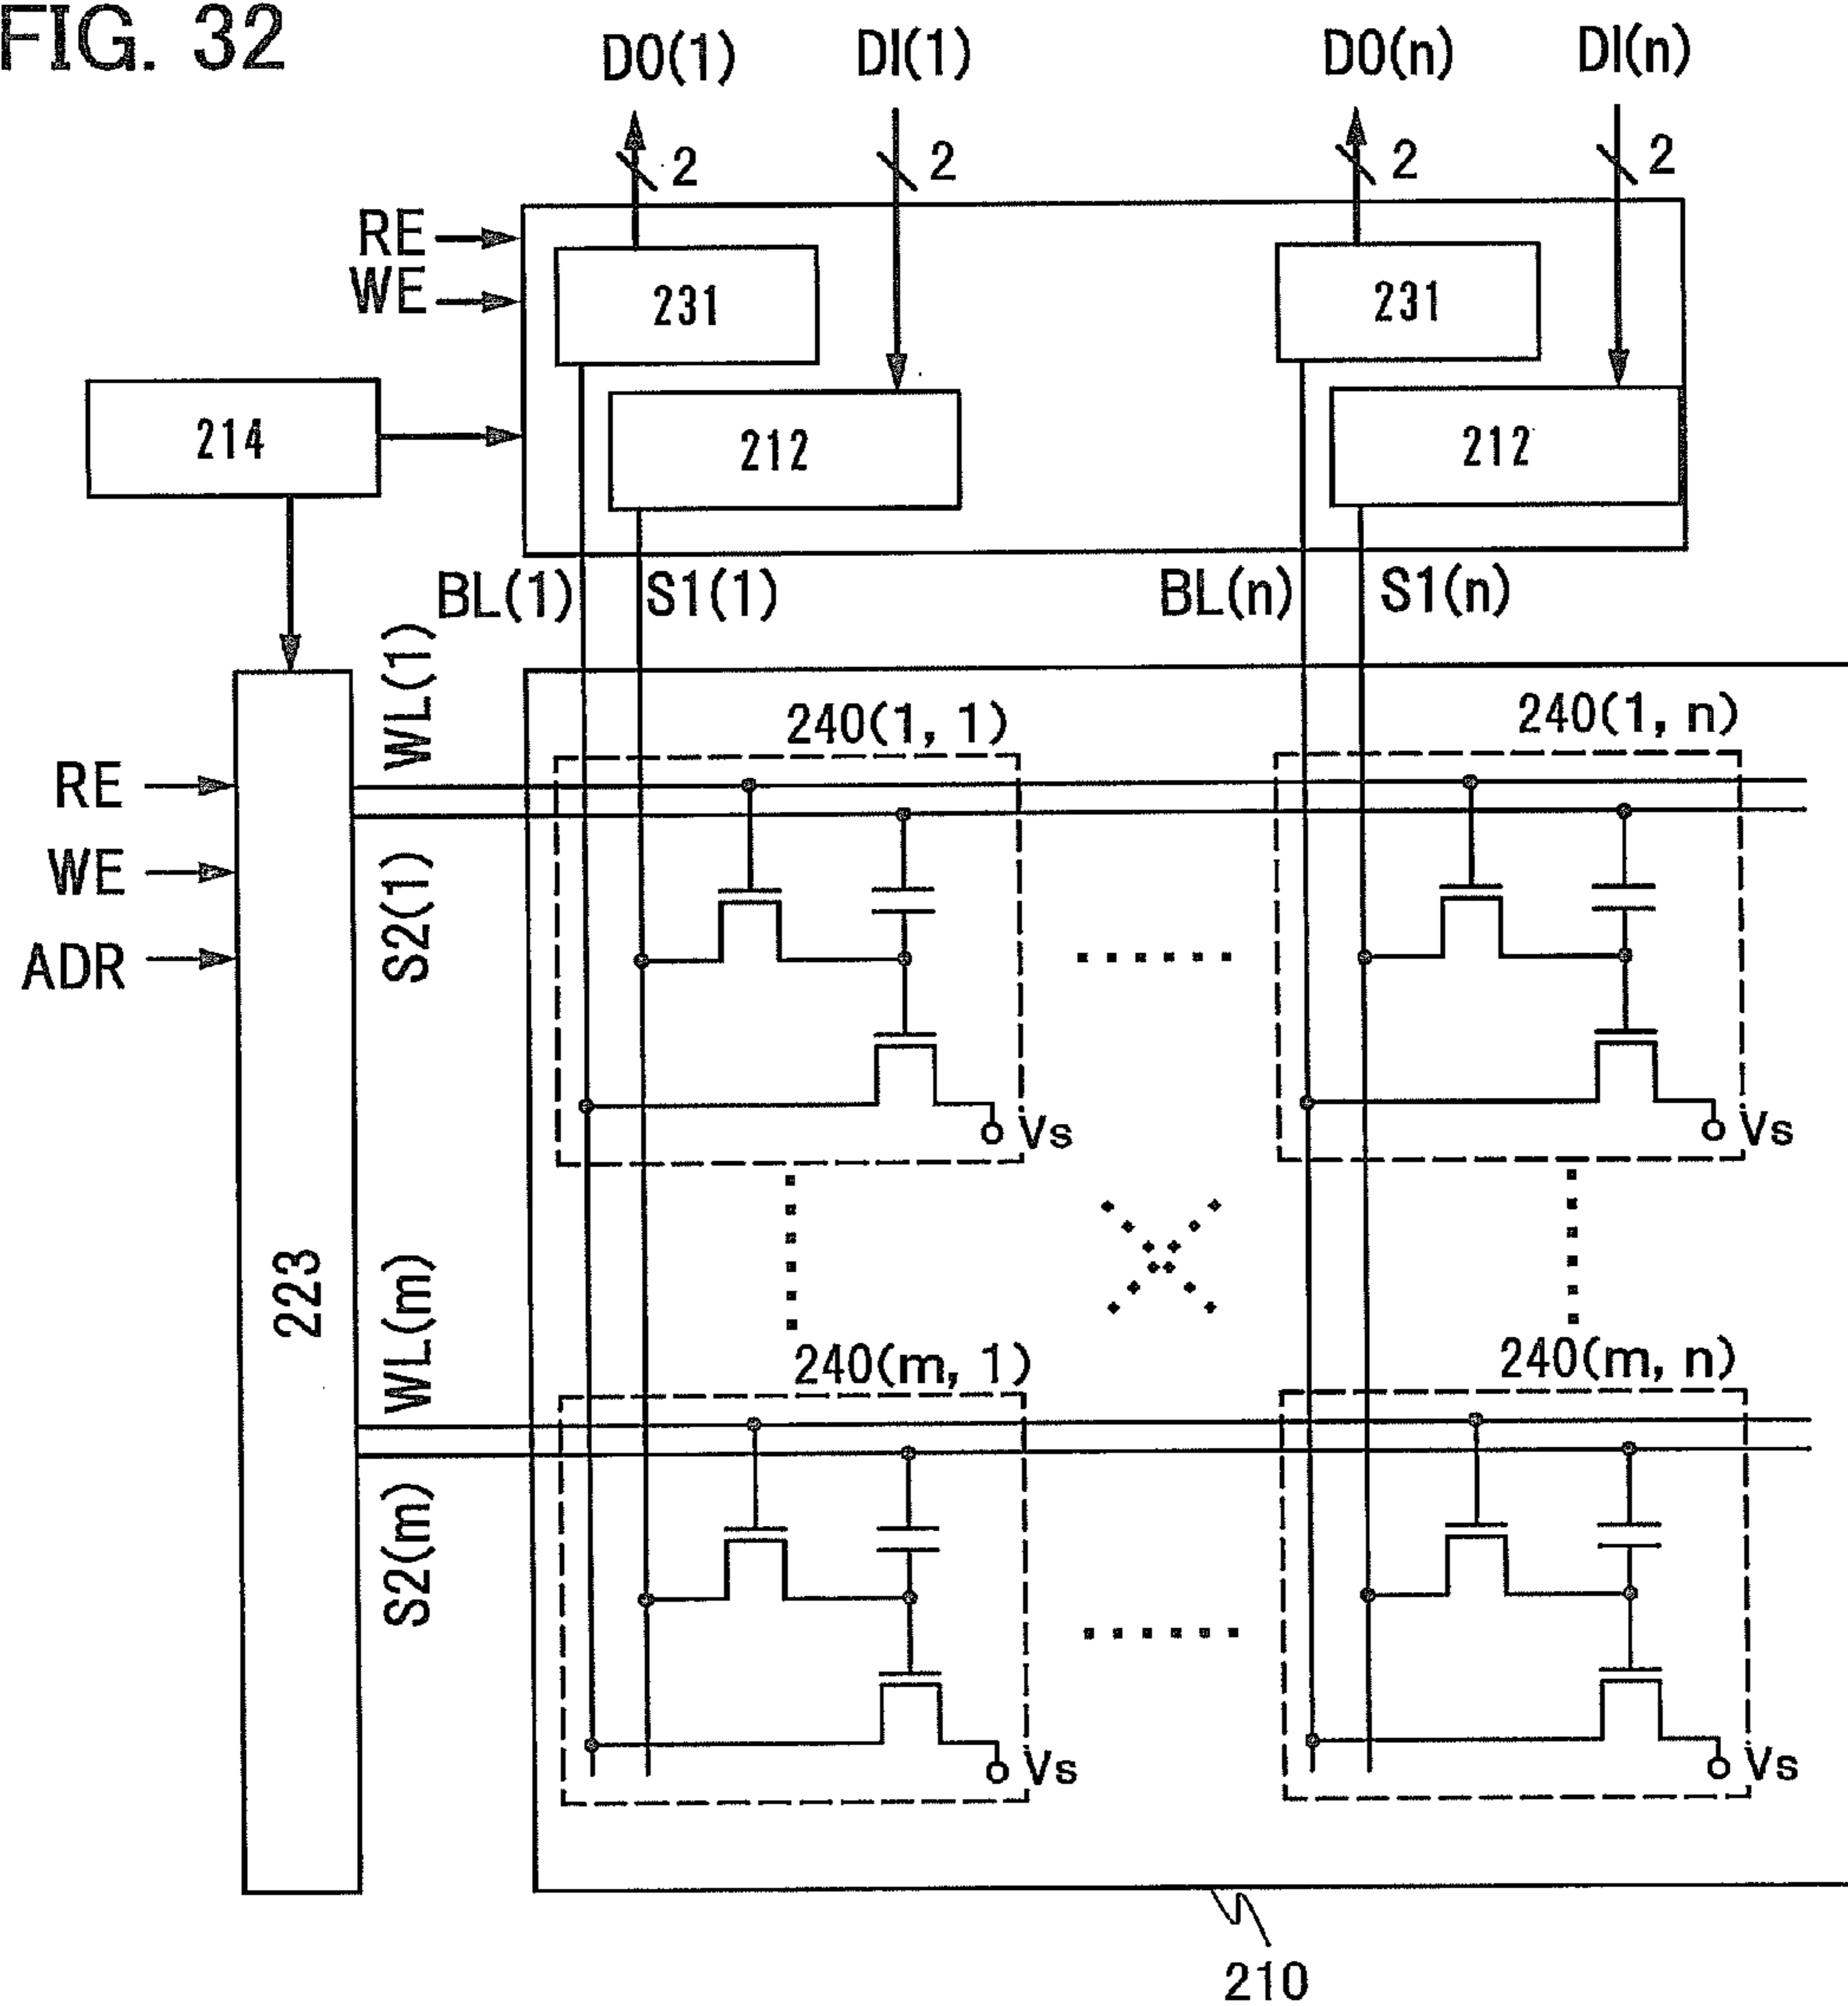 FIG. 32
DO(1) DI(1) DO(n) DI(n)
2 2 2 2
RE
WE
231 231
214
212 212
BL(1) S1(1) BL(n) S1(n)
WL(1)
240(1, 1) 240(1, n)
RE
WE
ADR
S2(1)
Vs Vs
223
WL(m)
240(m, 1) 240(m, n)
S2(m)
Vs Vs
210